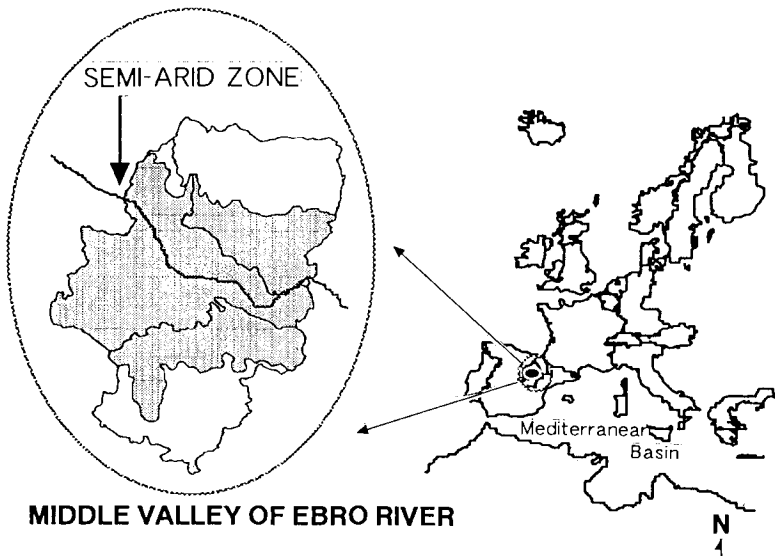 SEMI-ARID ZONE
Mediterranean
Basin
MIDDLE VALLEY OF EBRO RIVER
N